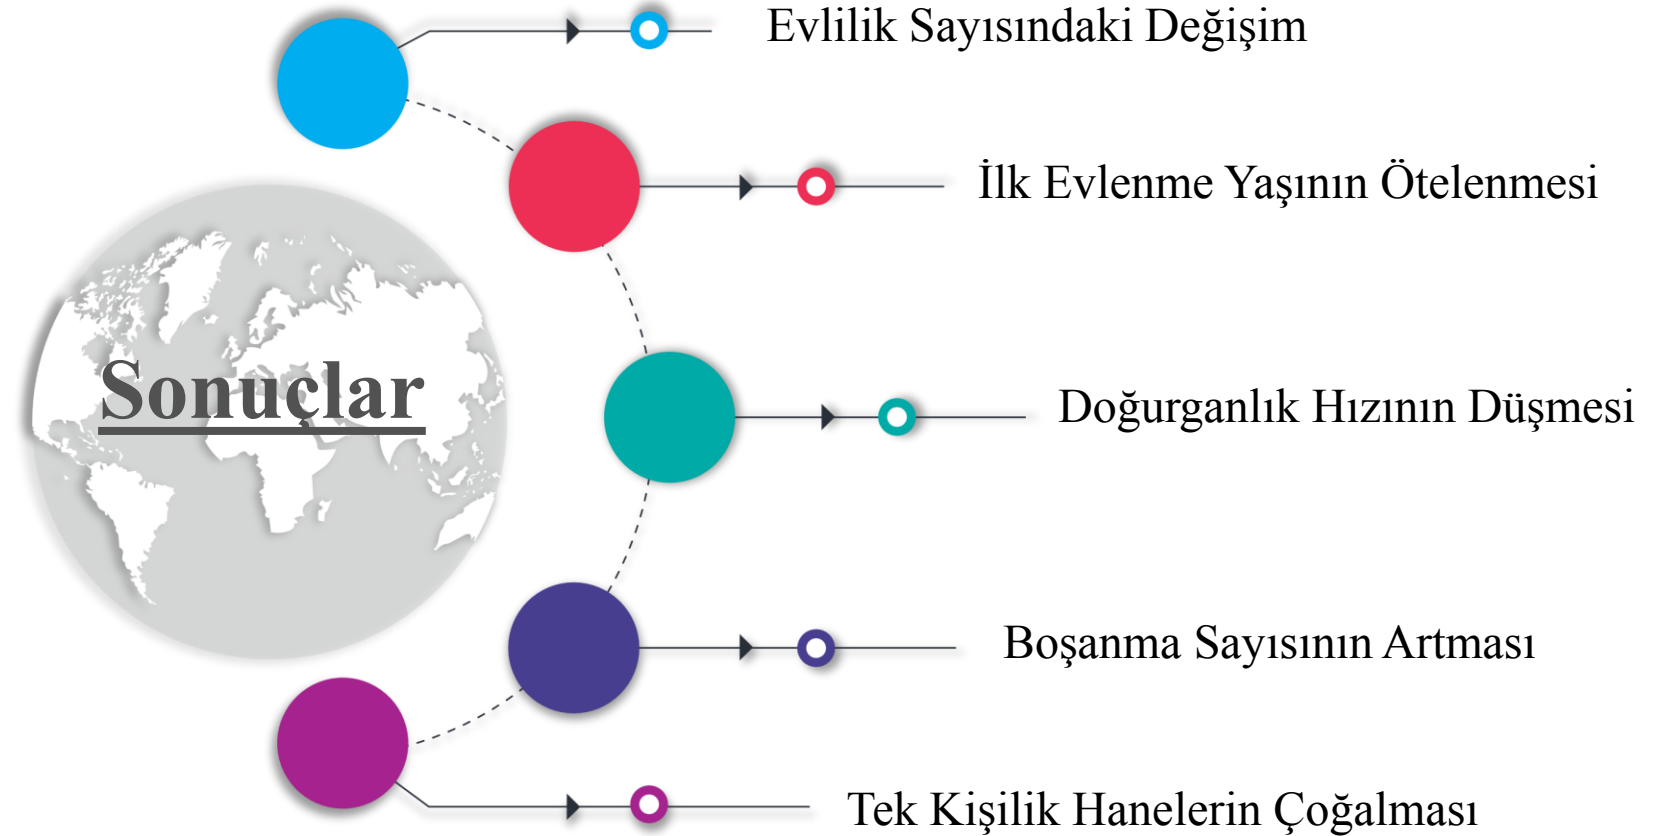 Evlilik Sayısındaki Değişim
İlk Evlenme Yaşının Ötelenmesi
Sonuçlar
Doğurganlık Hızının Düşmesi
Boşanma Sayısının Artması
Tek Kişilik Hanelerin Çoğalması